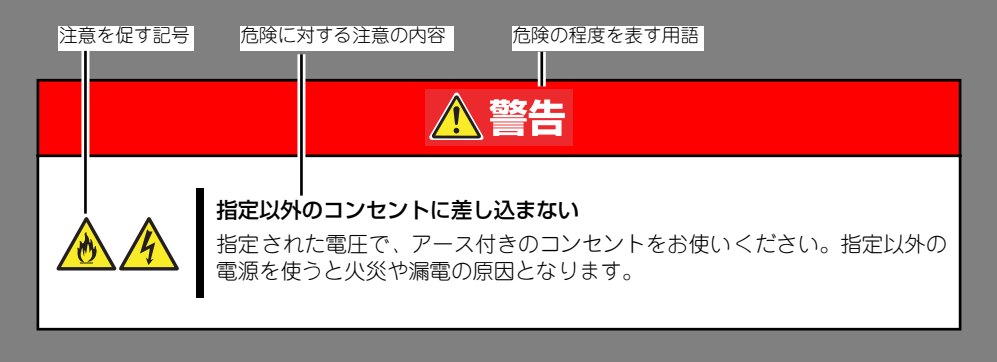 注意を促す記号
危険に対する注意の内容
危険の程度を表す用語
警告
指定以外のコンセントに差し込まない
指定された電圧で、アース付きのコンセントをお使いください。指定以外の
電源を使うと火災や漏電の原因となります。